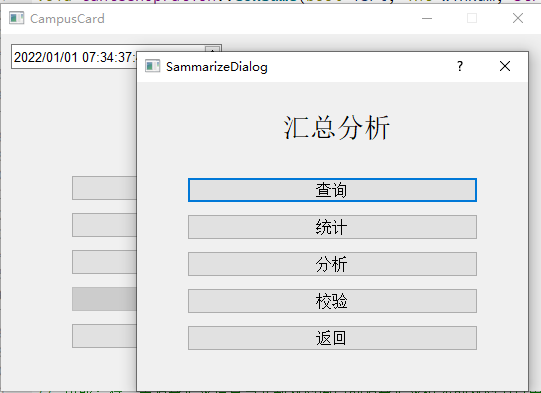 CampusCard
2022/01/01 07:34:37:
SammarizeDialog
汇总分析
查询
统计
分析
校验
返回